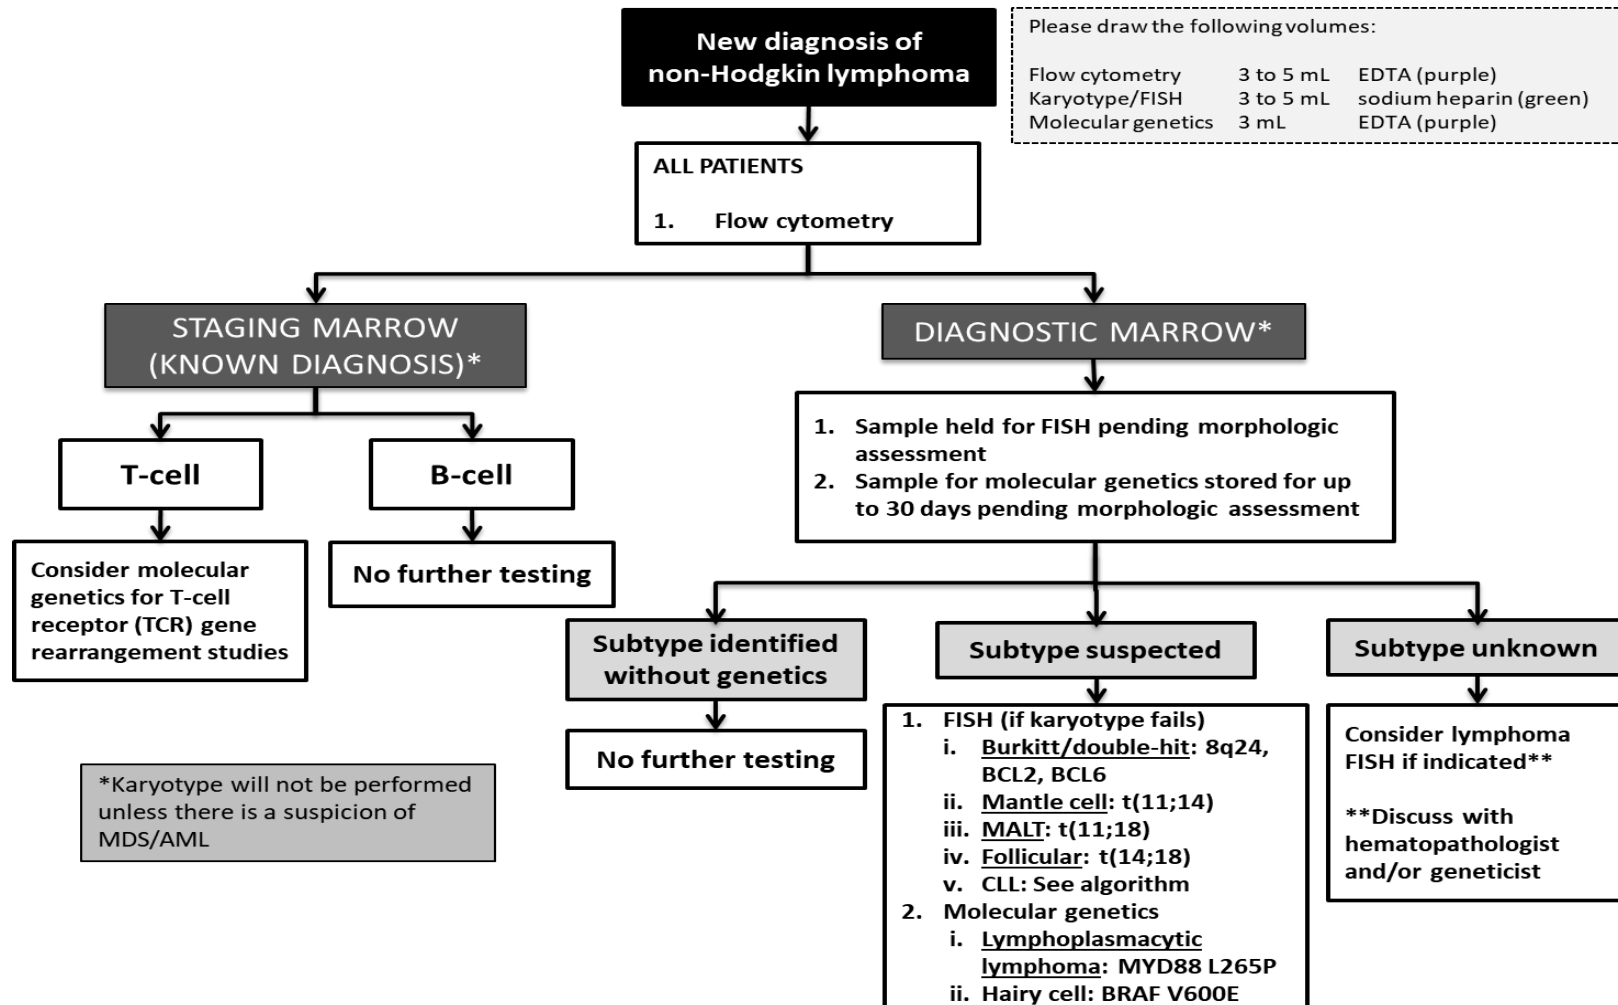 New diagnosis of
non-Hodgkin lymphoma
Please draw the following volumes:
Flow cytometry 3 to 5 mL EDTA (purple)
Karyotype/FISH 3 to 5 mL sodium heparin (green)
Molecular genetics 3 mL EDTA (purple)
ALL PATIENTS
1. Flow cytometry
STAGING MARROW
(KNOWN DIAGNOSIS)*
DIAGNOSTIC MARROW*
T-cell
B-cell
Consider molecular
genetics for T-cell
receptor (TCR) gene
rearrangement studies
No further testing
1. Sample held for FISH pending morphologic
assessment
2. Sample for molecular genetics stored for up
to 30 days pending morphologic assessment
Subtype identified
without genetics
Subtype suspected
Subtype unknown
No further testing
1. FISH (if karyotype fails)
i. Burkitt/double-hit: 8q24,
BCL2, BCL6
ii. Mantle cell: t(11;14)
iii. MALT: t(11;18)
iv. Follicular: t(14;18)
v. CLL: See algorithm
2. Molecular genetics
i. Lymphoplasmacytic
lymphoma: MYD88 L265P
ii. Hairy cell: BRAF V600E
Consider lymphoma
FISH if indicated**
**Discuss with
hematopathologist
and/or geneticist
*Karyotype will not be performed
unless there is a suspicion of
MDS/AML